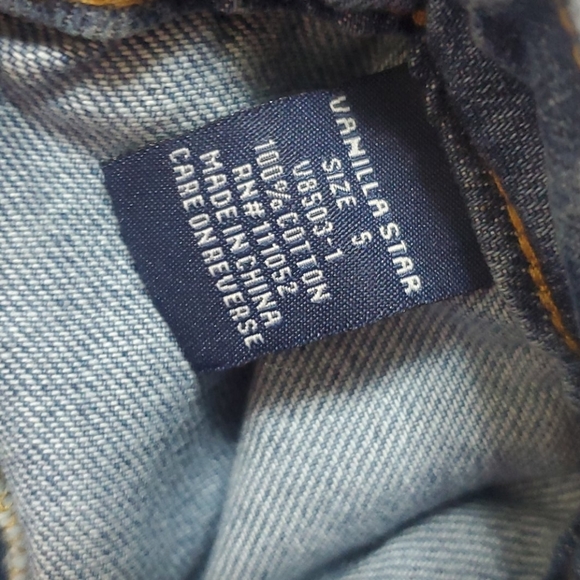 VANILLA STAR
SIZE 5
V8503-1
100% COTTON
RN# 111052
MADE IN CHINA
CARE ON REVERSE